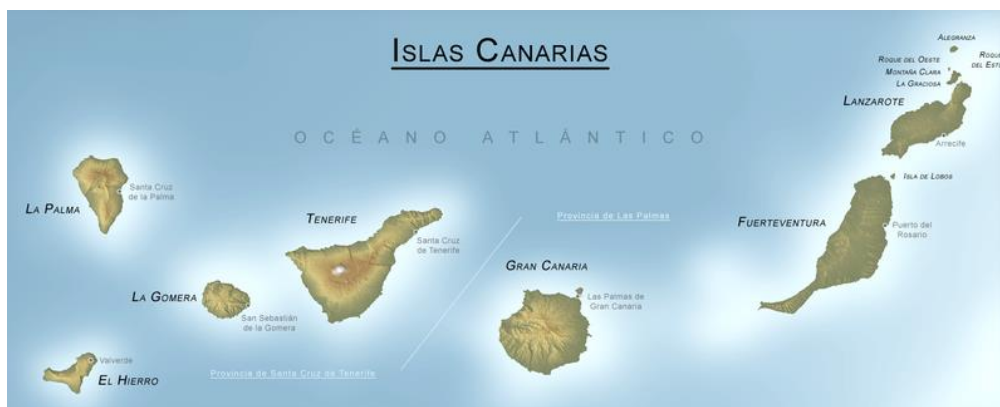 ISLAS CANARIAS
ALEGRANZA
ROQUE DEL OESTE
ROQUE
DEL ESTE
MONTAÑA CLARA
LA GRACIOSA
LANZAROTE
OCÉANO ATLÁNTICO
Arrecife
ISLA DE LOBOS
Santa Cruz
de la Palma
LA PALMA
TENERIFE
Provincia de Las Palmas
FUERTEVENTURA
Puerto del
Rosario
Santa Cruz
de Tenerife
GRAN CANARIA
LA GOMERA
Las Palmas de
Gran Canaria
San Sebastián
de la Gomera
Valverde
EL HIERRO
Provincia de Santa Cruz de Tenerife